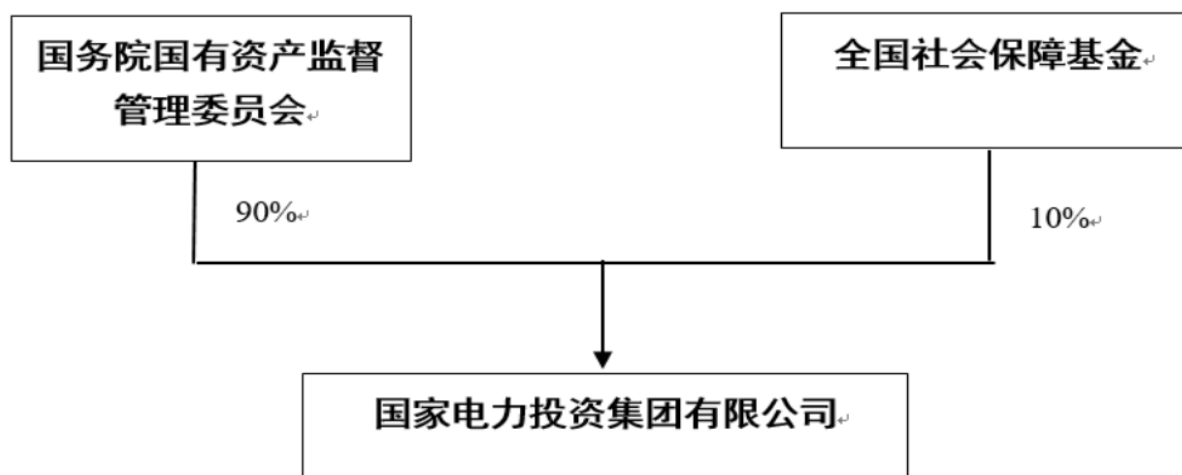 国务院国有资产监督
管理委员会
全国社会保障基金
90%
10%
国家电力投资集团有限公司